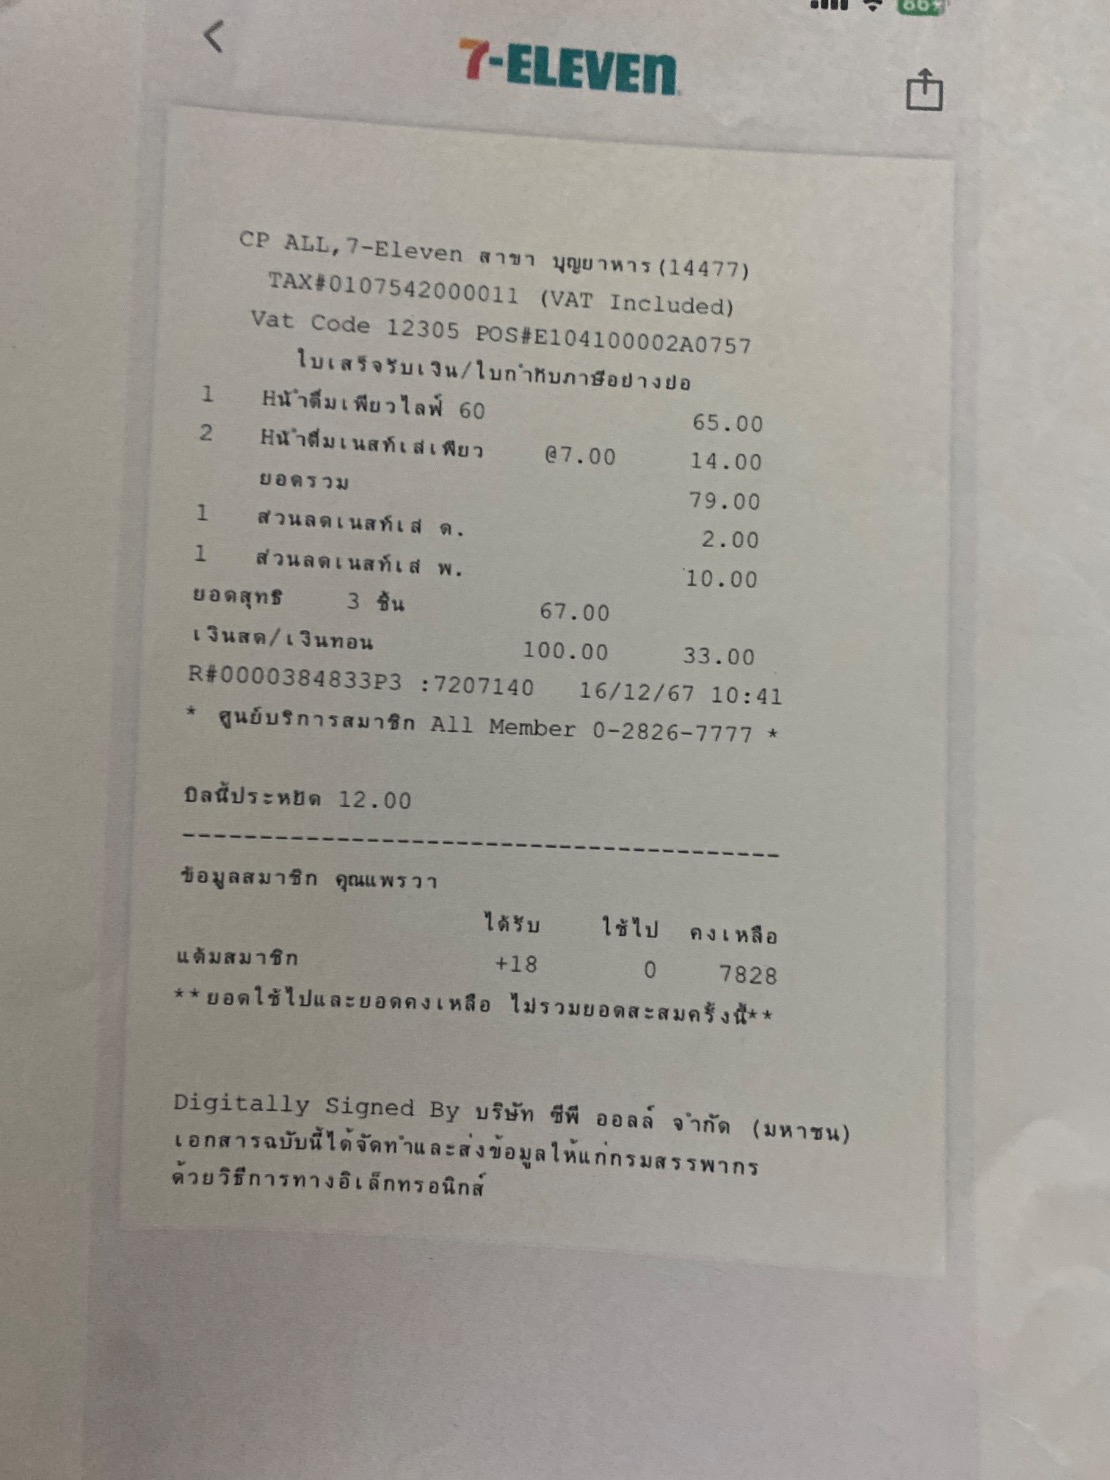 7-ELEVEN
CP ALL,7-Eleven สาขา บุญยาหาร(14477)
TAX#0107542000011 (VAT Included)
Vat Code 12305 POS#E104100002A0757
ใบเสร็จรับเงิน/ใบกำกับภาษีอย่างย่อ
1 Hน้ำดื่มเพียวไลฟ์ 60 65.00
2 Hน้ำดื่มเนสท์เล่เพียว @7.00 14.00
ยอดรวม 79.00
1 ส่วนลดเนสท์เล่ ด. 2.00
1 ส่วนลดเนสท์เล่ พ. 10.00
ยอดสุทธิ 3 ชิ้น 67.00
เงินสด/เงินทอน 100.00 33.00
R#0000384833P3 :7207140 16/12/67 10:41
* ศูนย์บริการสมาชิก All Member 0-2826-7777 *
บิลนี้ประหยัด 12.00
----------------------------------------
ข้อมูลสมาชิก คุณแพรวา
ได้รับ ใช้ไป คงเหลือ
แต้มสมาชิก +18 0 7828
**ยอดใช้ไปและยอดคงเหลือ ไม่รวมยอดสะสมครั้งนี้**
Digitally Signed By บริษัท ซีพี ออลล์ จำกัด (มหาชน)
เอกสารฉบับนี้ได้จัดทำและส่งข้อมูลให้แก่กรมสรรพากร
ด้วยวิธีการทางอิเล็กทรอนิกส์